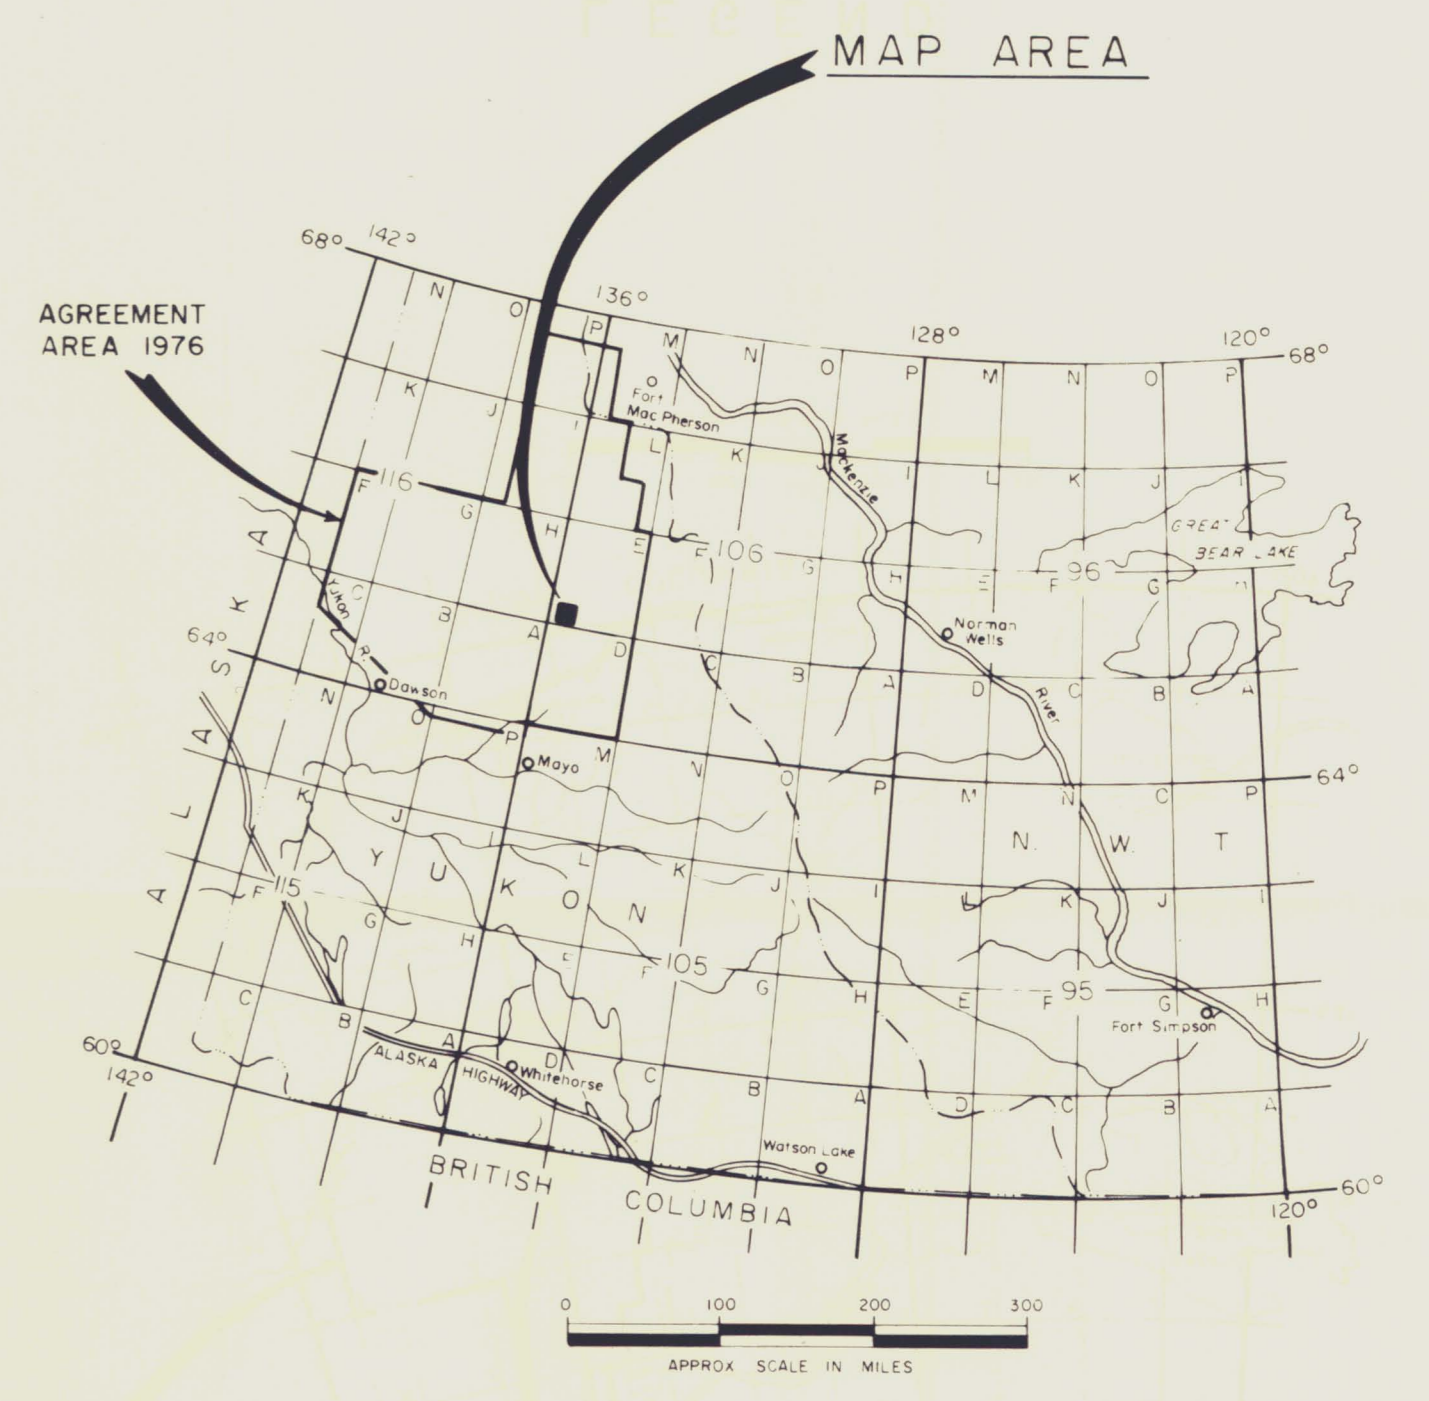 MAP AREA
68° 142°
136°
AGREEMENT
AREA 1976
128°
120°
68°
N
O
P
M
N
O
P
M
N
O
P
Fort
Mac Pherson
K
J
I
L
K
J
I
L
K
J
I
Mackenzie
F 116
G
H
E
F 106
G
H
E
F 96
G
H
GREAT
BEAR LAKE
Yukon
R.
C
B
A
D
C
B
A
D
C
B
A
Norman
Wells
River
64°
Dawson
N
O
P
M
N
O
P
M
N
O
P
64°
Mayo
K
J
I
L
K
J
I
L
K
J
I
N. W. T
YUKON
ALASKA
F 115
G
H
E
F 105
G
H
E
F 95
G
H
Fort Simpson
C
B
A
D
C
B
A
D
C
B
A
60°
142°
ALASKA
HIGHWAY
Whitehorse
Watson Lake
BRITISH
COLUMBIA
60°
120°
0 100 200 300
APPROX SCALE IN MILES